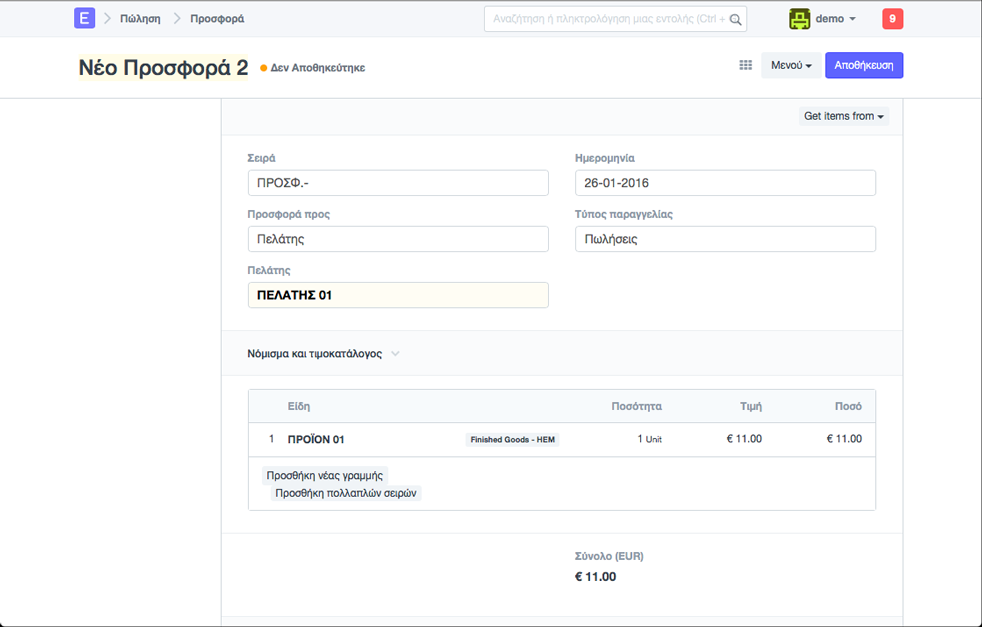 E Πώληση Προσφορά Αναζήτηση ή πληκτρολόγηση μιας εντολής (Ctrl + demo 9
Νέο Προσφορά 2 Δεν Αποθηκεύτηκε Μενού Αποθήκευση
Get items from
Σειρά Ημερομηνία
ΠΡΟΣΦ.- 26-01-2016
Προσφορά προς Τύπος παραγγελίας
Πελάτης Πωλήσεις
Πελάτης
ΠΕΛΑΤΗΣ 01
Νόμισμα και τιμοκατάλογος
Είδη Ποσότητα Τιμή Ποσό
1 ΠΡΟΪΟΝ 01 Finished Goods - HEM 1 Unit € 11.00 € 11.00
Προσθήκη νέας γραμμής
Προσθήκη πολλαπλών σειρών
Σύνολο (EUR)
€ 11.00